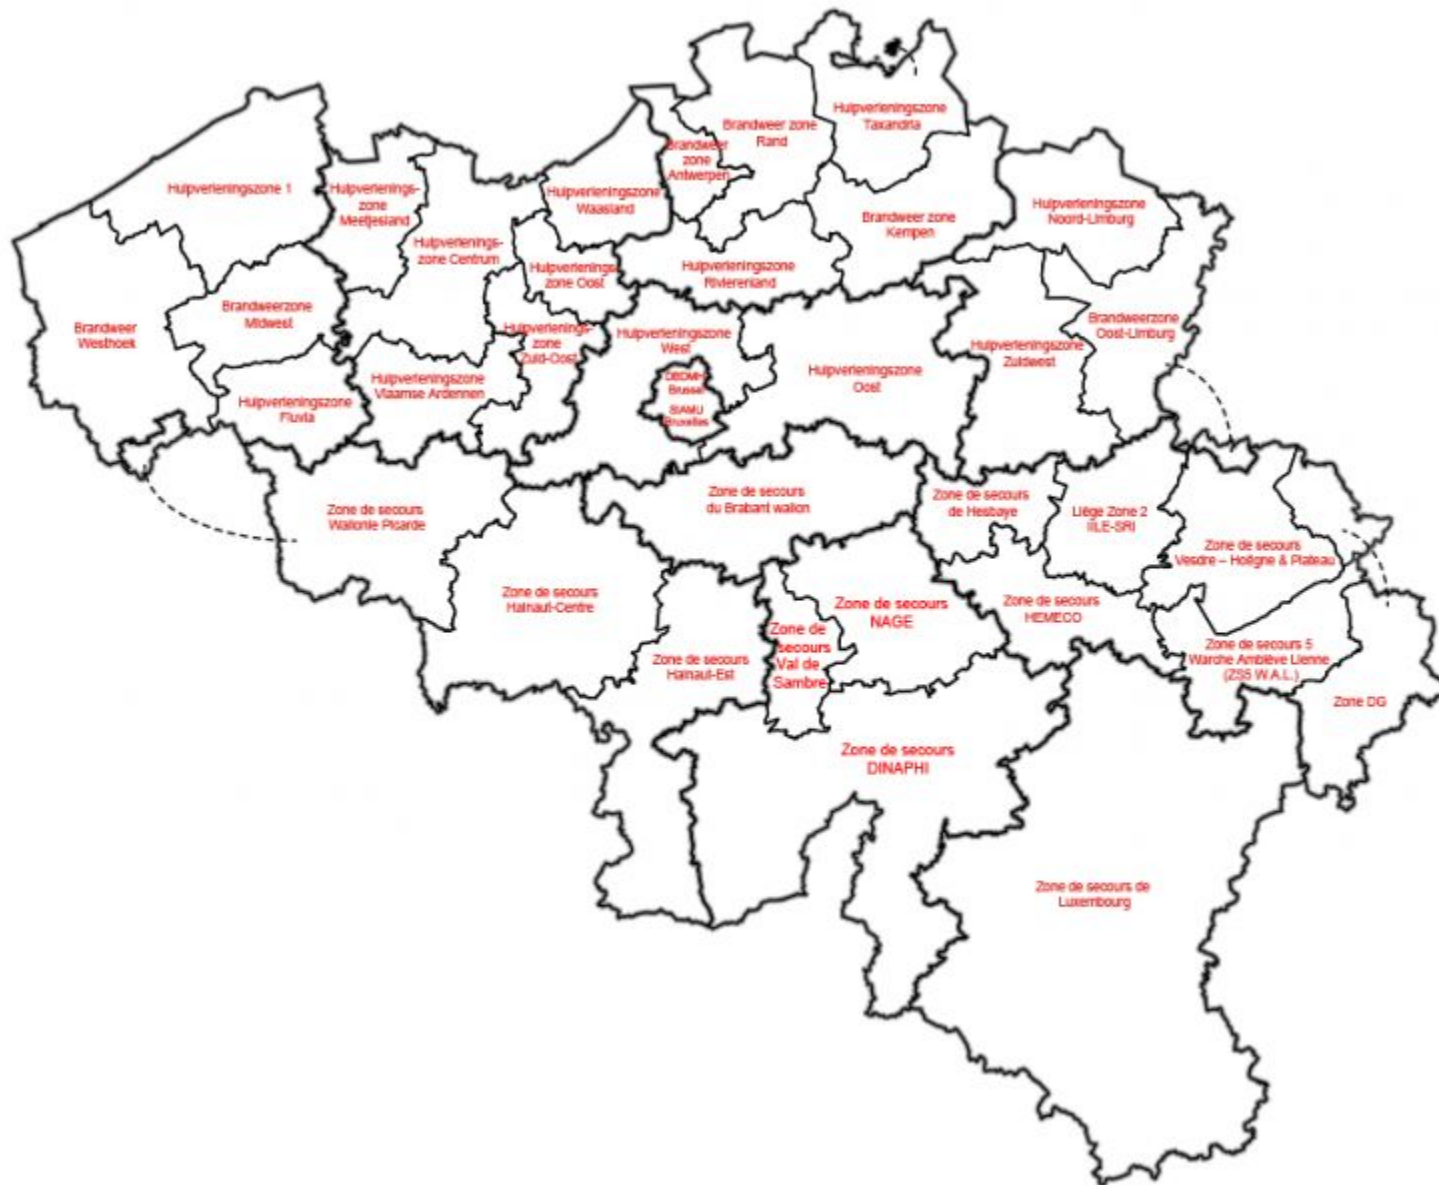 Hulpverleningszone
Taxandria
Brandweer zone
Rand
Brandweer
zone
Antwerpen
Hulpverleningszone 1
Hulpverlenings-
zone
Meetjesland
Hulpverleningszone
Waasland
Hulpverleningszone
Noord-Limburg
Brandweer zone
Kempen
Hulpverlenings-
zone Centrum
Hulpverlenings
zone Oost
Hulpverleningszone
Rivierenland
Brandweerzone
Midwest
Brandweer
Westhoek
Hulpverlenings-
zone
Zuid-Oost
Hulpverleningszone
West
Brandweerzone
Oost-Limburg
Hulpverleningszone
Zuidwest
Hulpverleningszone
Oost
Hulpverleningszone
Vlaamse Ardennen
DBDMH
Brussel
SIAMU
Bruxelles
Hulpverleningszone
Fluvia
Zone de secours
Wallonie Picarde
Zone de secours
du Brabant wallon
Zone de secours
de Hesbaye
Liège Zone 2
IILE-SRI
Zone de secours
Vesdre – Hoëgne & Plateau
Zone de secours
Hainaut-Centre
Zone de secours
NAGE
Zone de secours
HEMECO
Zone de
secours
Val de
Sambre
Zone de secours
Hainaut-Est
Zone de secours 5
Warche Amblève Lienne
(ZS5 W.A.L.)
Zone DG
Zone de secours
DINAPHI
Zone de secours de
Luxembourg